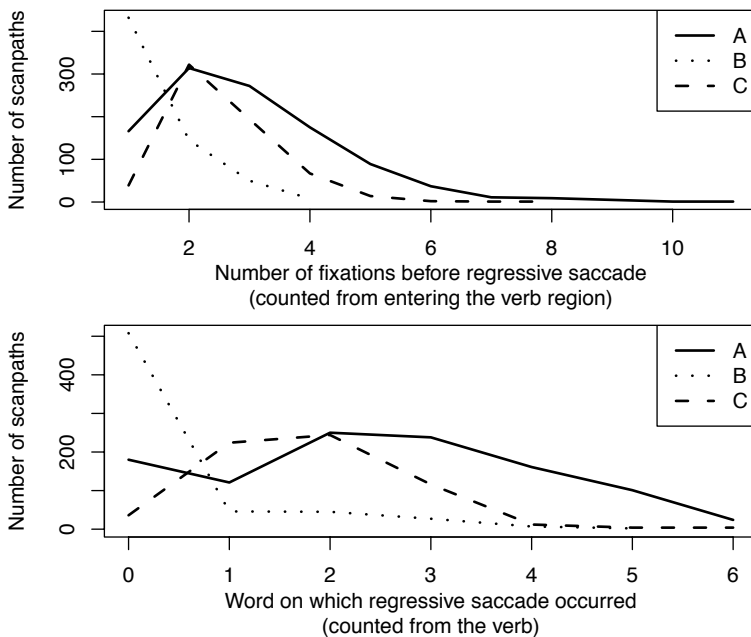 Number of scanpaths
0
100
300
A
B
C
2
4
6
8
10
Number of fixations before regressive saccade
(counted from entering the verb region)
Number of scanpaths
0
200
400
A
B
C
0
1
2
3
4
5
6
Word on which regressive saccade occurred
(counted from the verb)